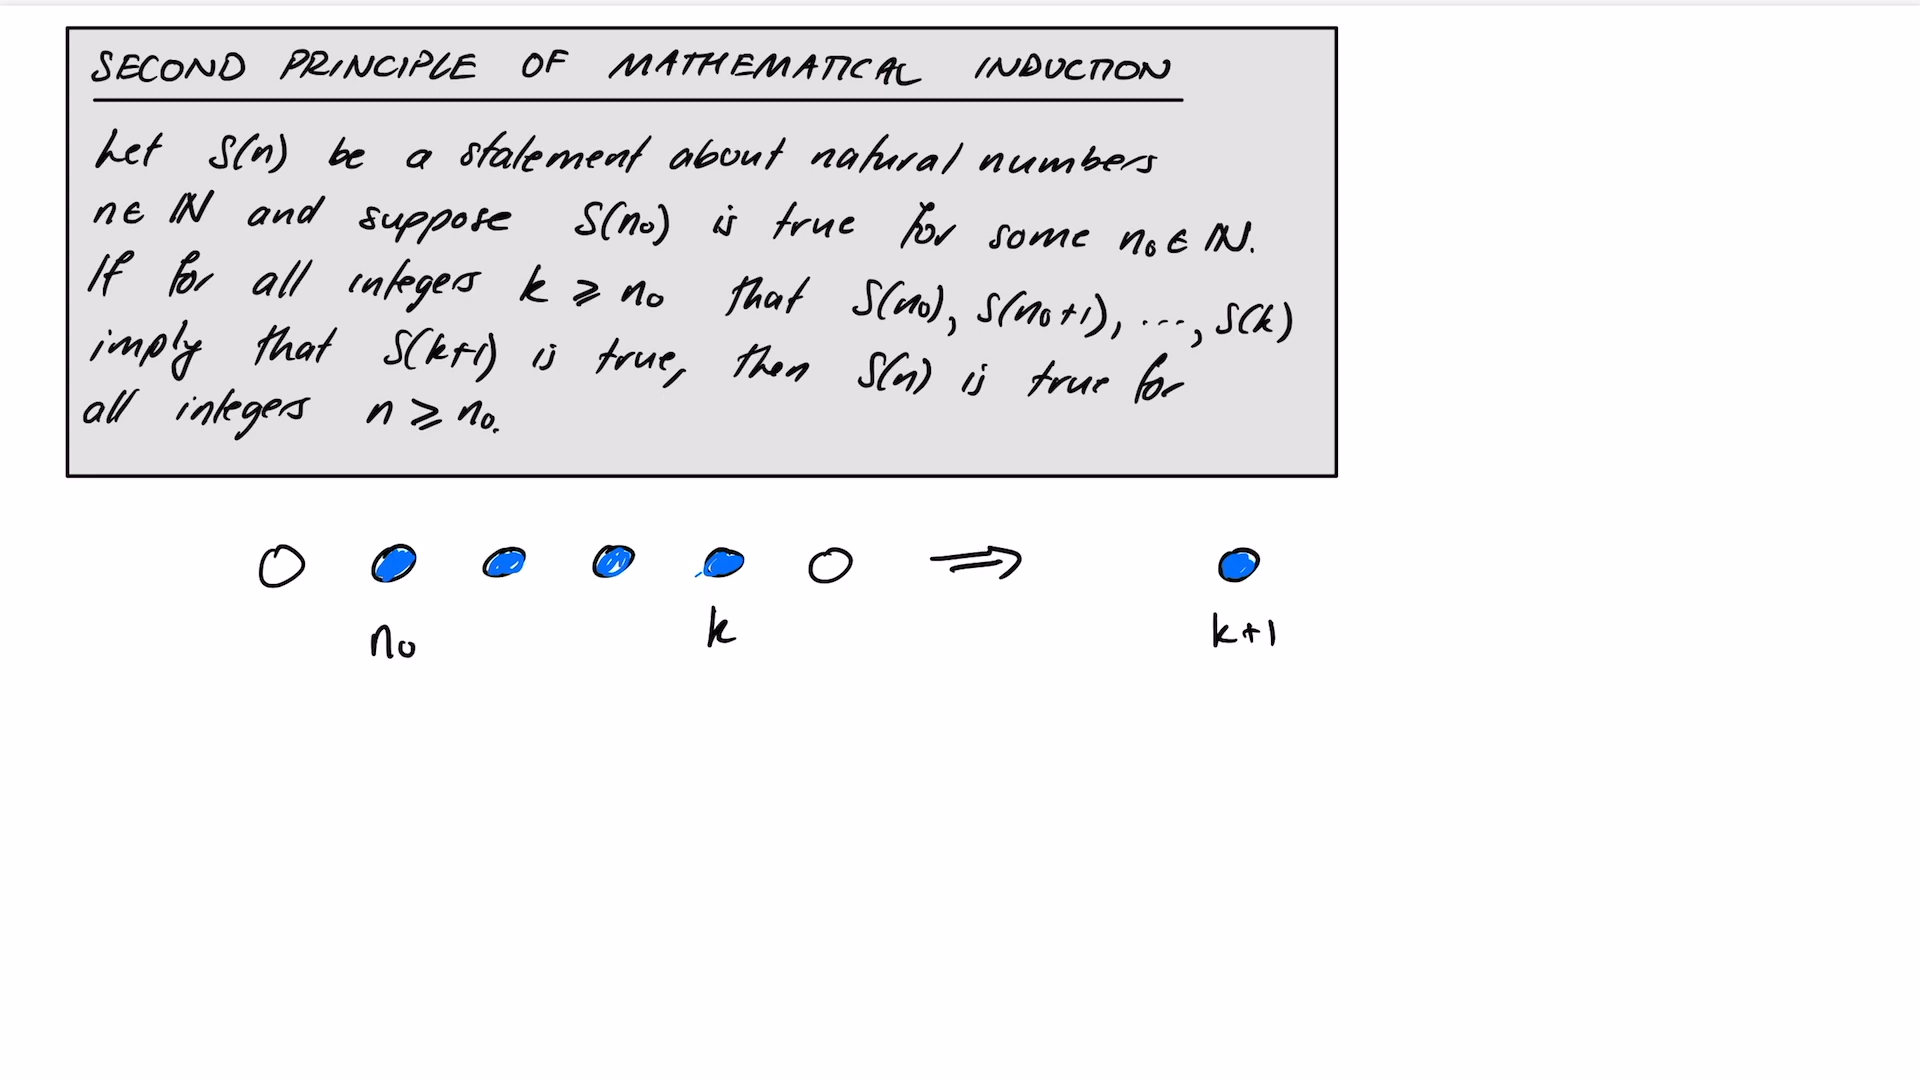 SECOND PRINCIPLE OF MATHEMATICAL INDUCTION
Let S(n) be a statement about natural numbers
n∈ℕ and suppose S(n₀) is true for some n₀∈ℕ.
If for all integers k ⩾ n₀ that S(n₀), S(n₀+1), ..., S(k)
imply that S(k+1) is true, then S(n) is true for
all integers n ⩾ n₀.
⇒
n₀ k k+1